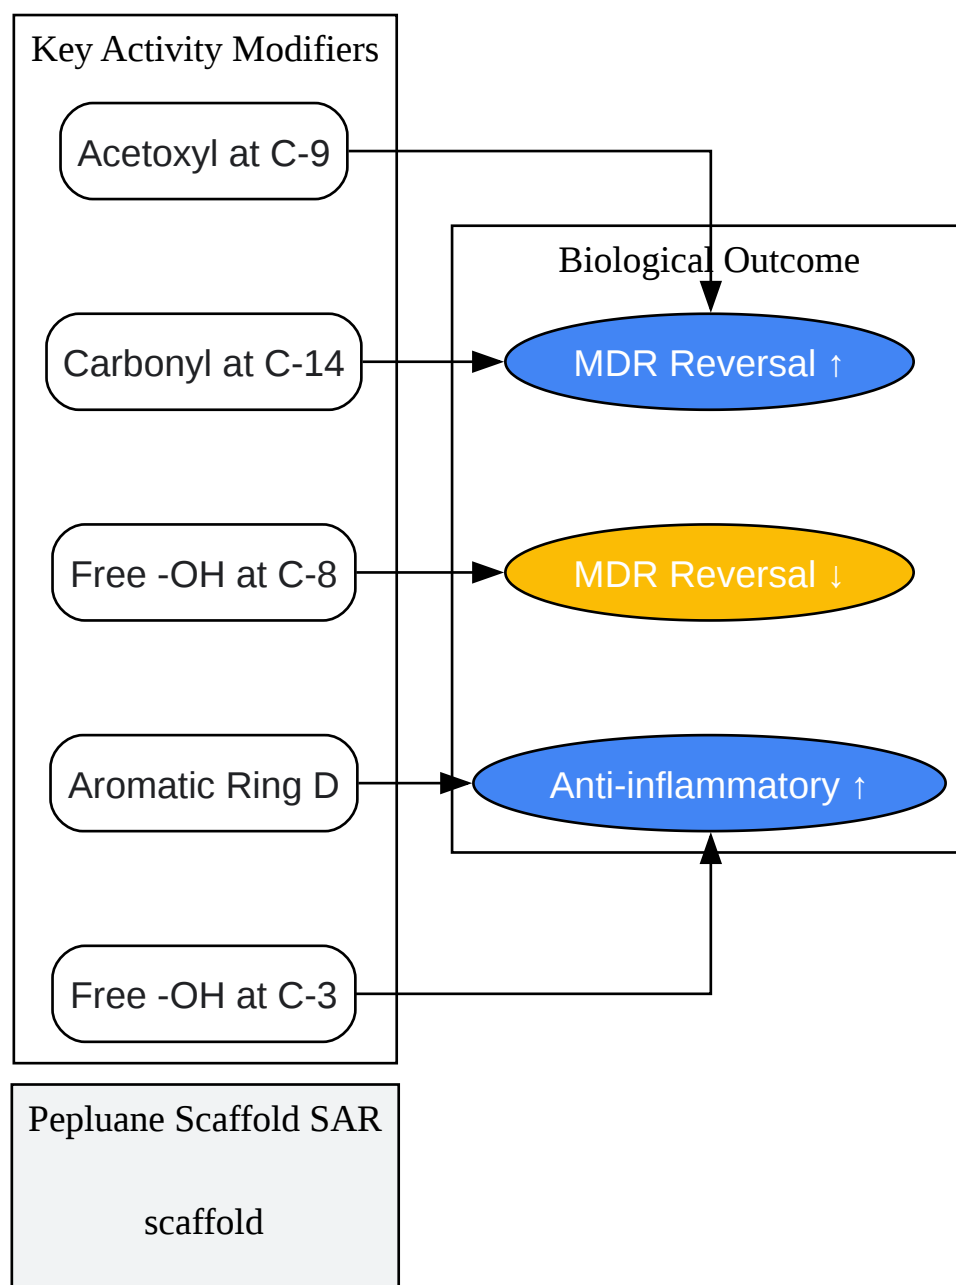 Key Activity Modifiers
Acetoxyl at C-9
Biological Outcome
Carbonyl at C-14
MDR Reversal ↑
Free -OH at C-8
MDR Reversal ↓
Aromatic Ring D
Anti-inflammatory ↑
Free -OH at C-3
Pepluane Scaffold SAR
scaffold